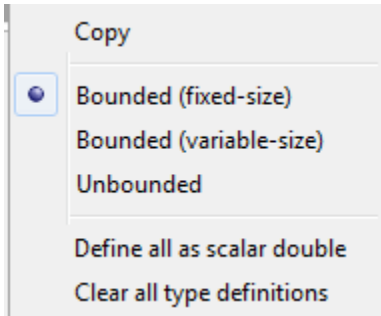 Copy
Bounded (fixed-size)
Bounded (variable-size)
Unbounded
Define all as scalar double
Clear all type definitions